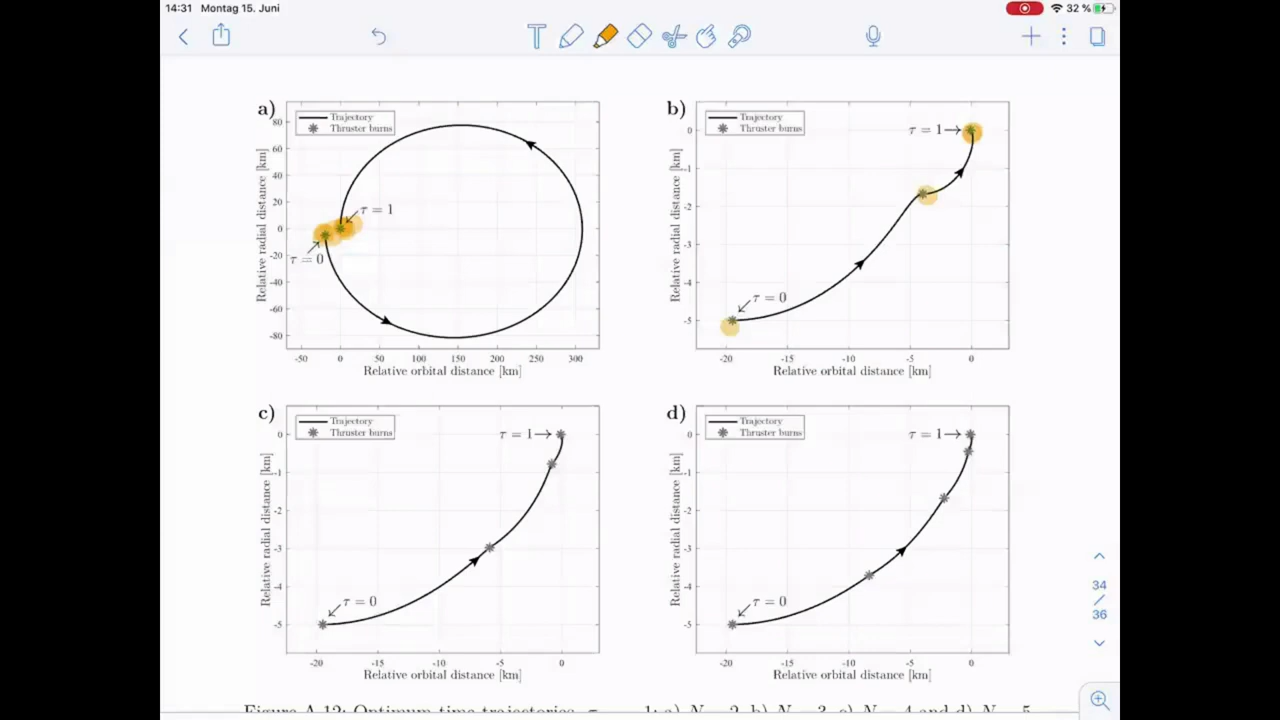 14:31 Montag 15. Juni
32 %
34
/
36
a)
Trajectory
Thruster burns
τ = 1
τ = 0
80
60
40
20
0
-20
-40
-60
-80
-50 0 50 100 150 200 250 300
Relative radial distance [km]
Relative orbital distance [km]
b)
Trajectory
Thruster burns
τ = 1
τ = 0
0
-1
-2
-3
-4
-5
-20 -15 -10 -5 0
Relative radial distance [km]
Relative orbital distance [km]
c)
Trajectory
Thruster burns
τ = 1
τ = 0
0
-1
-2
-3
-4
-5
-20 -15 -10 -5 0
Relative radial distance [km]
Relative orbital distance [km]
d)
Trajectory
Thruster burns
τ = 1
τ = 0
0
-1
-2
-3
-4
-5
-20 -15 -10 -5 0
Relative radial distance [km]
Relative orbital distance [km]
Figure A.12: Optimum time trajectories,